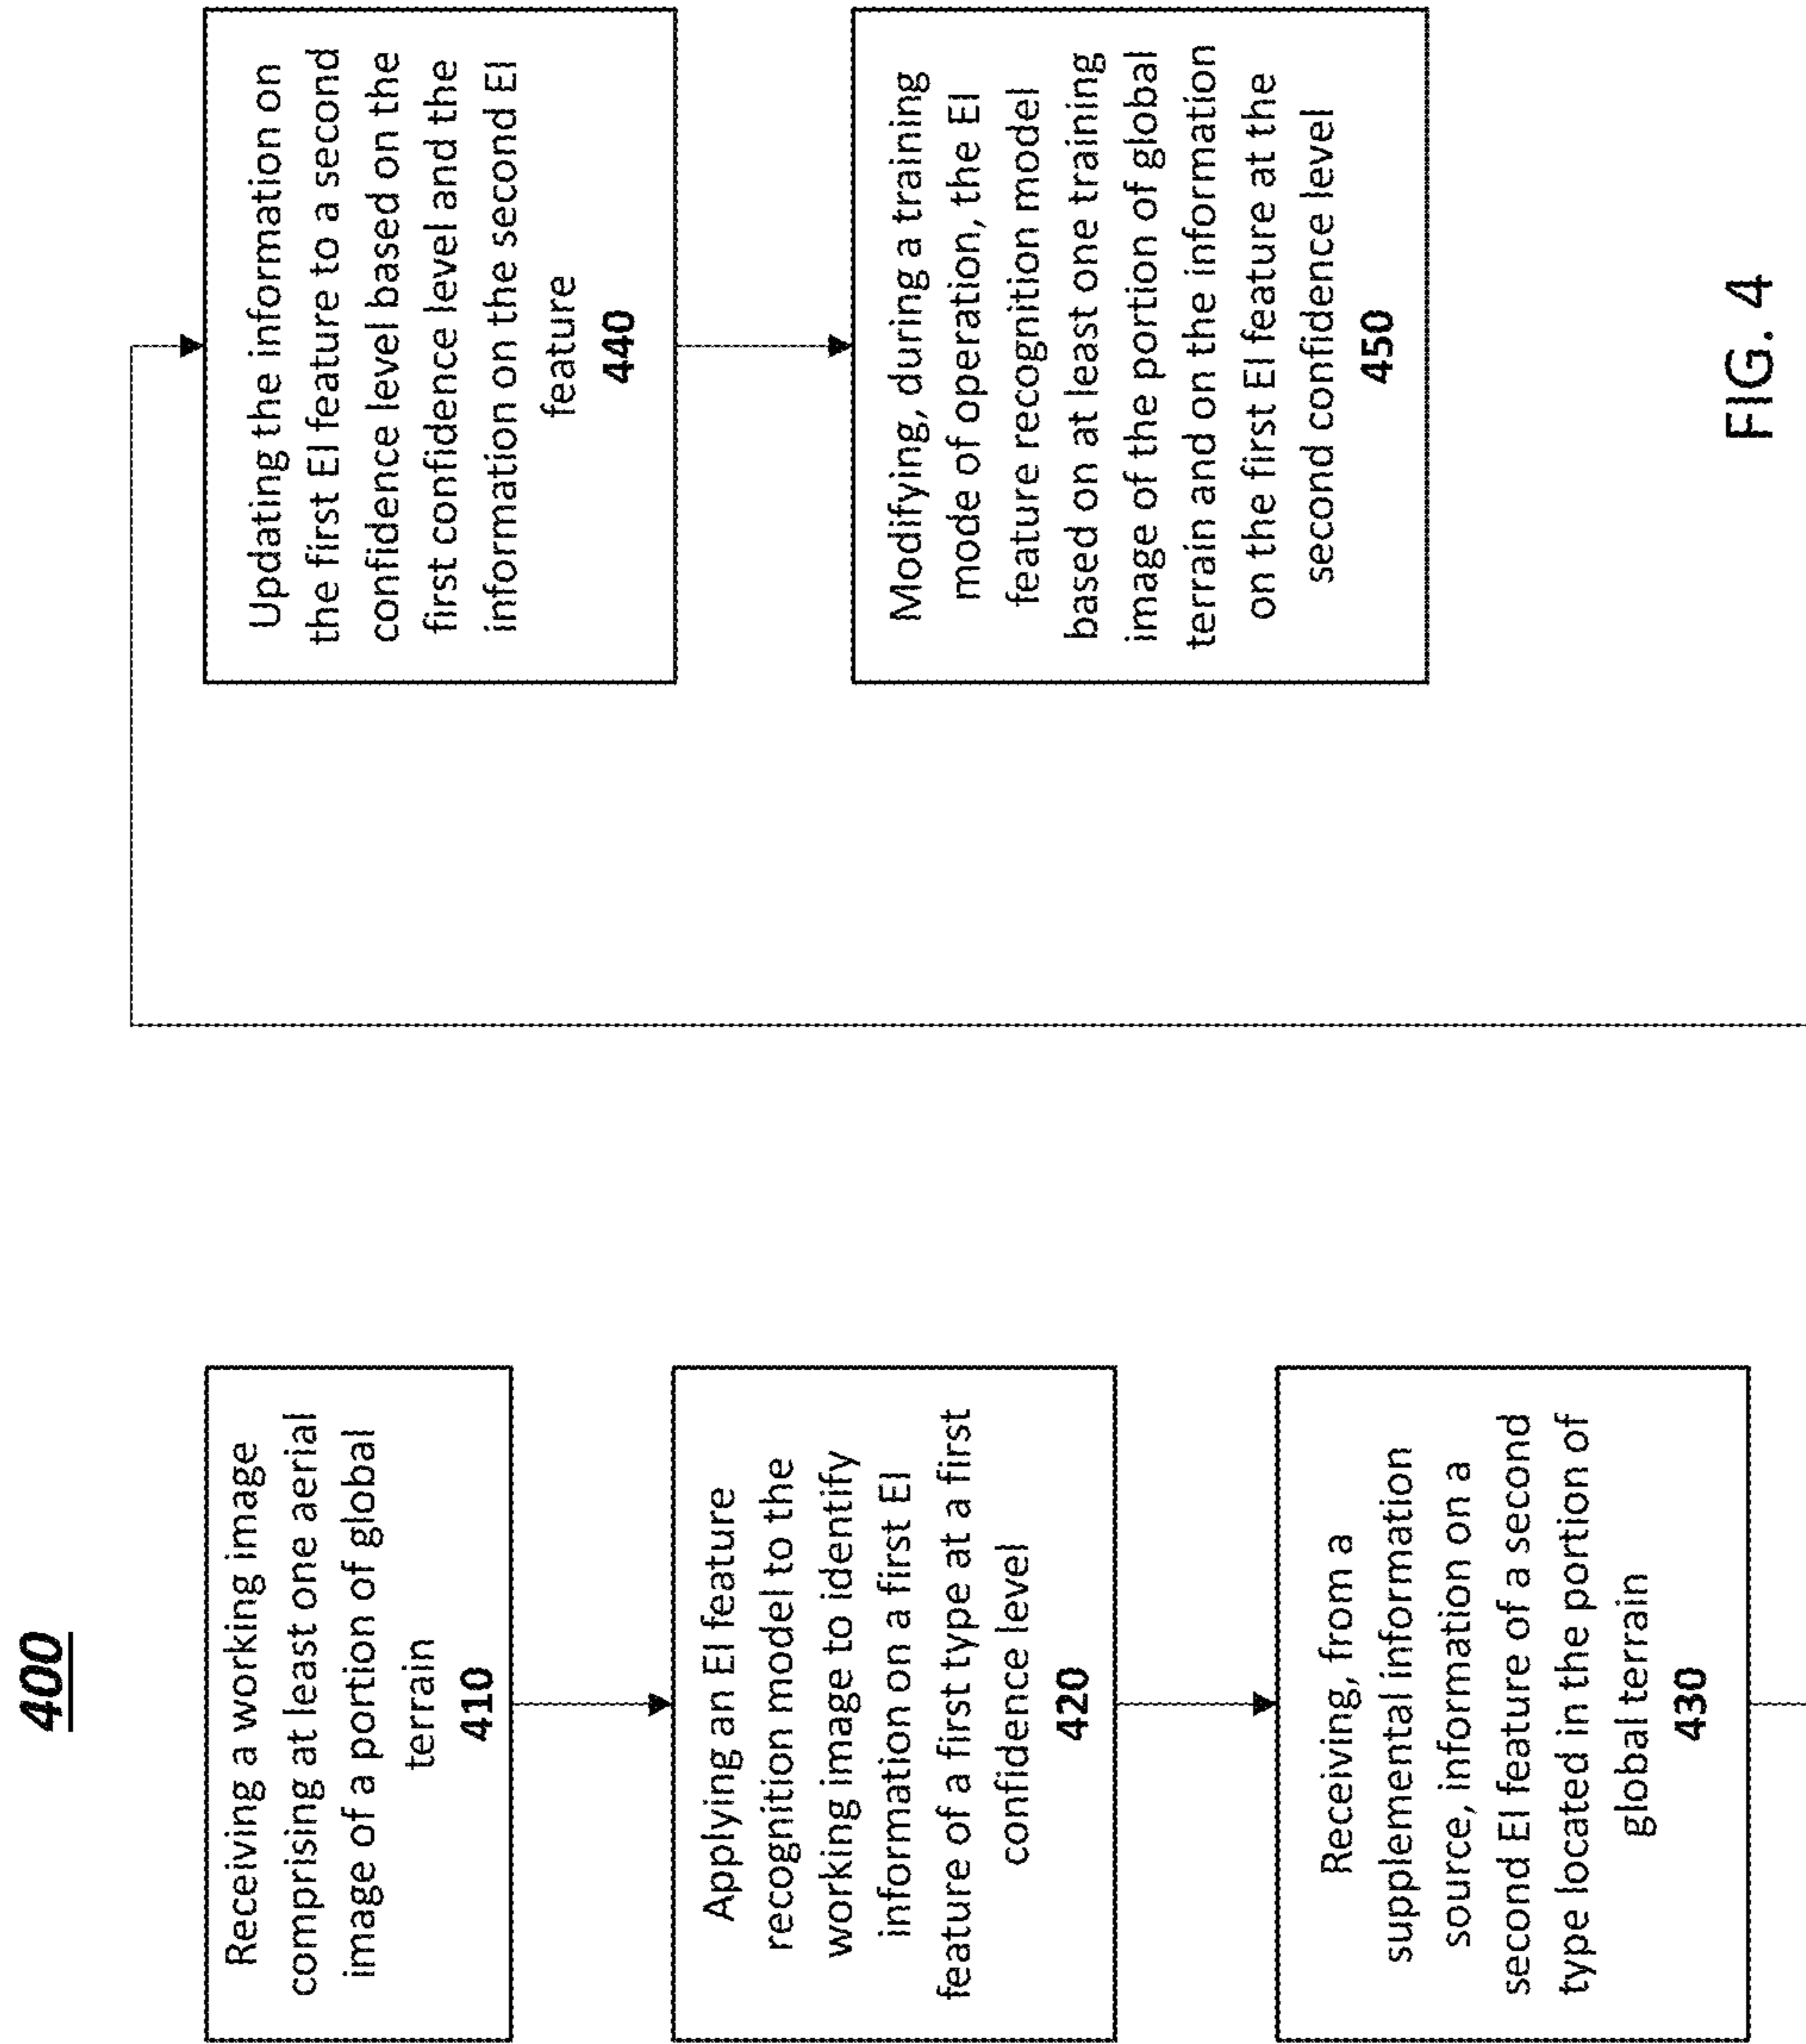 400
Receiving a working image
comprising at least one aerial
image of a portion of global
terrain
410
Applying an EI feature
recognition model to the
working image to identify
information on a first EI
feature of a first type at a first
confidence level
420
Receiving, from a
supplemental information
source, information on a
second EI feature of a second
type located in the portion of
global terrain
430
Updating the information on
the first EI feature to a second
confidence level based on the
first confidence level and the
information on the second EI
feature
440
Modifying, during a training
mode of operation, the EI
feature recognition model
based on at least one training
image of the portion of global
terrain and on the information
on the first EI feature at the
second confidence level
450
FIG. 4